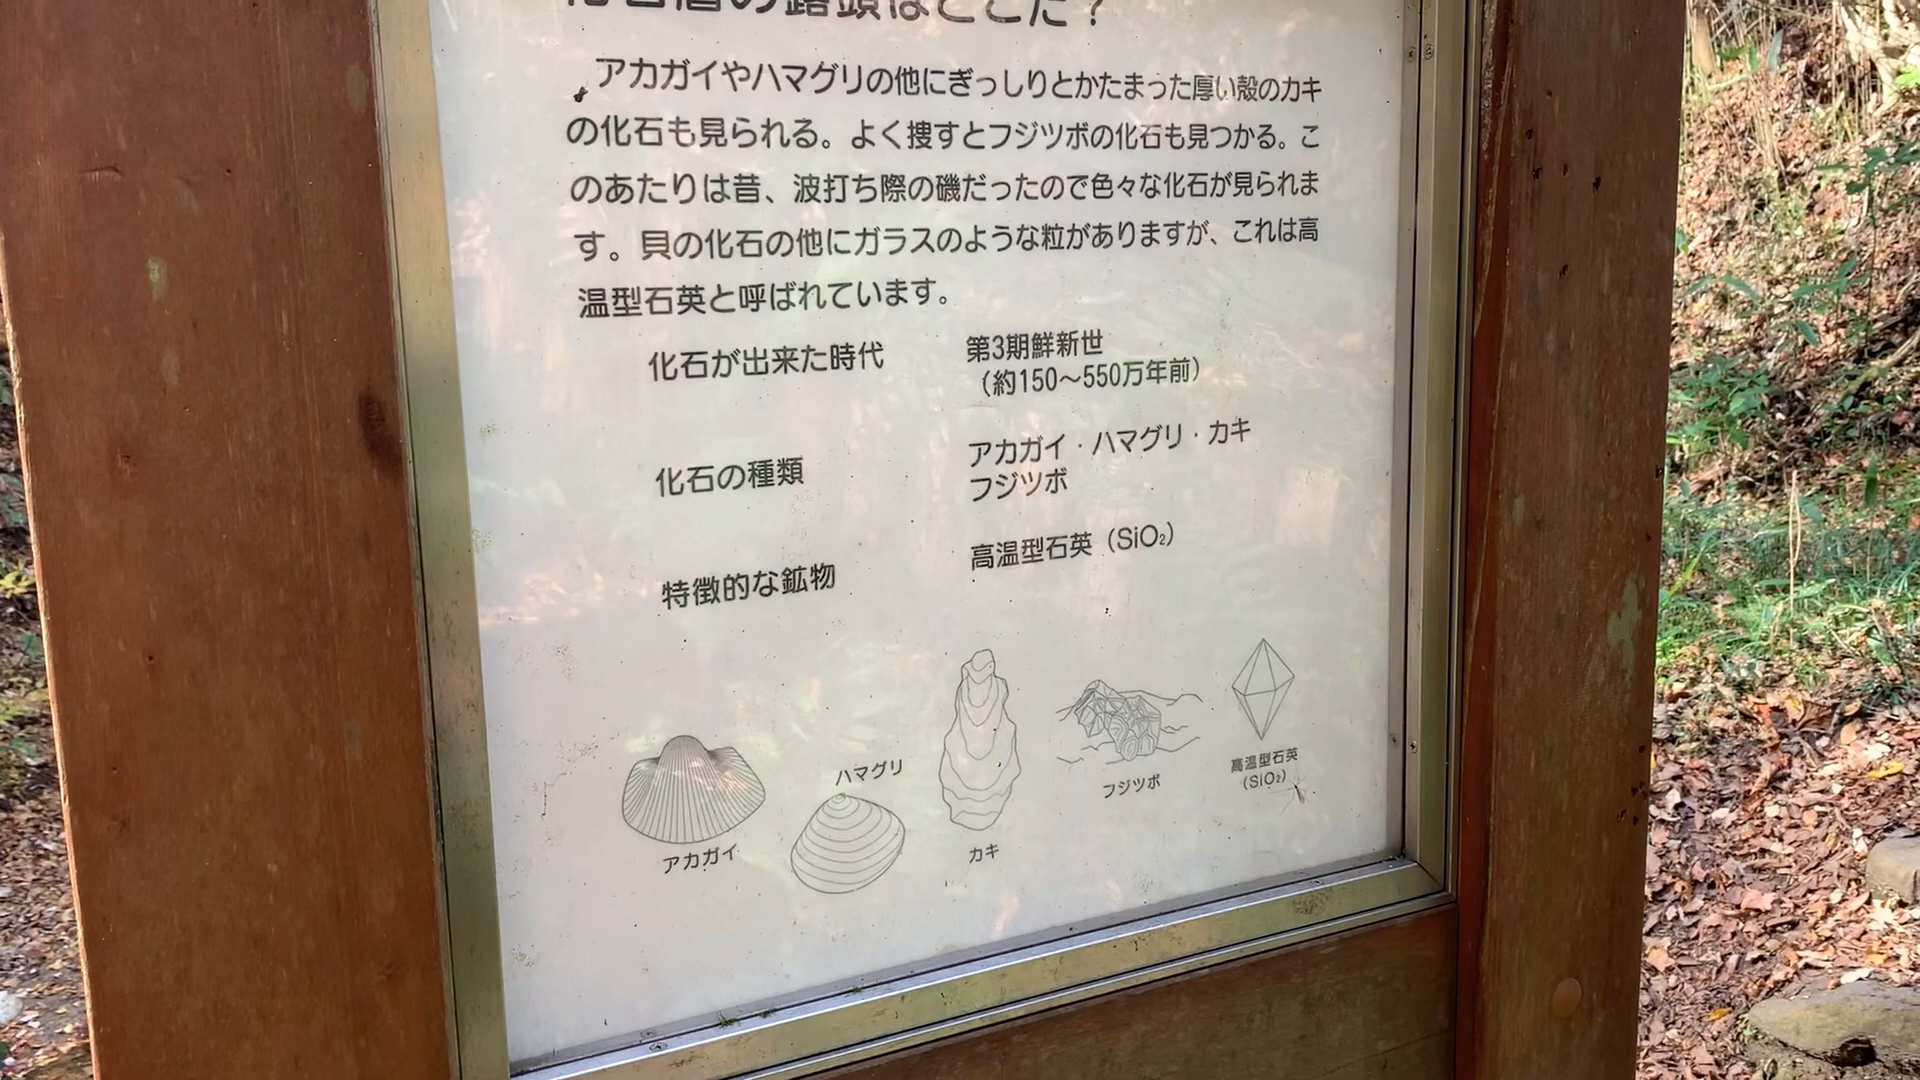 化石層の露頭はどこだ？
アカガイやハマグリの他にぎっしりとかたまった厚い殻のカキ
の化石も見られる。よく捜すとフジツボの化石も見つかる。こ
のあたりは昔、波打ち際の磯だったので色々な化石が見られま
す。貝の化石の他にガラスのような粒がありますが、これは高
温型石英と呼ばれています。
化石が出来た時代
第3期鮮新世
（約150〜550万年前）
化石の種類
アカガイ・ハマグリ・カキ
フジツボ
特徴的な鉱物
高温型石英（SiO₂）
アカガイ
ハマグリ
カキ
フジツボ
高温型石英
（SiO₂）